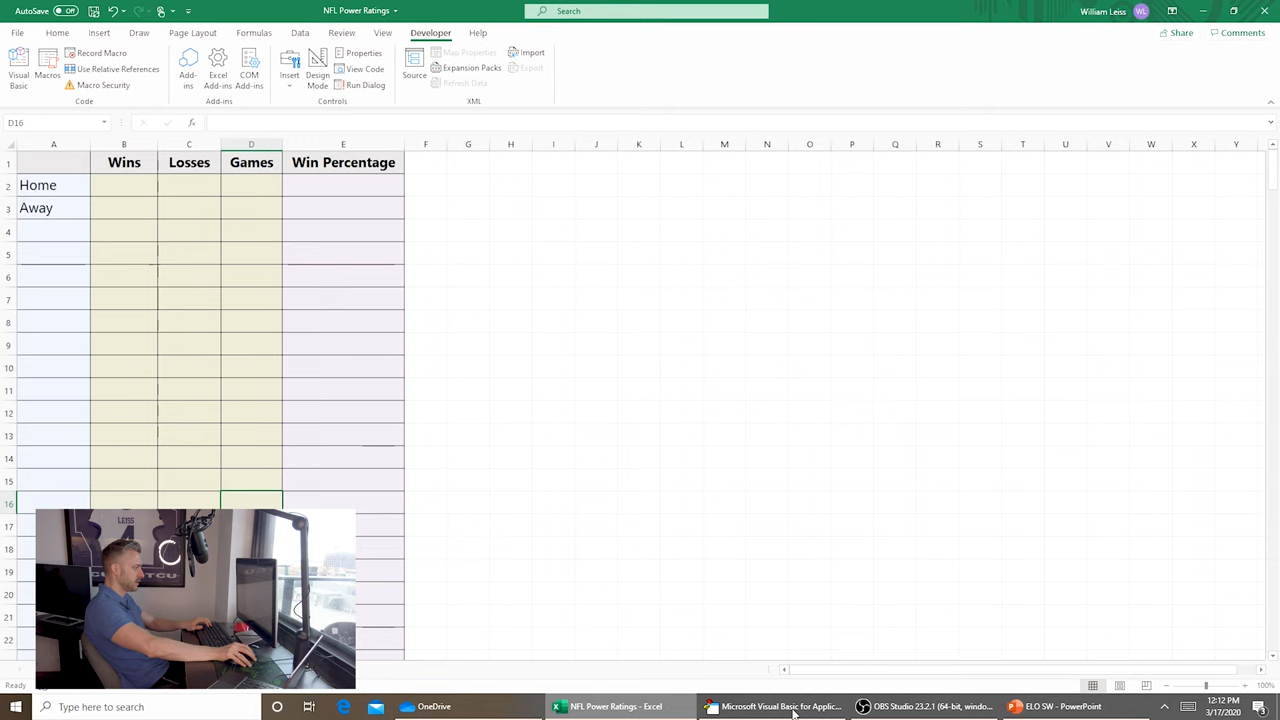 AutoSave Off NFL Power Ratings Search William Leiss WL
File Home Insert Draw Page Layout Formulas Data Review View Developer Help Share Comments
Visual Basic Macros Record Macro Use Relative References Macro Security Code
Add-ins Excel Add-ins COM Add-ins Add-ins
Insert Design Mode Properties View Code Run Dialog Controls
Source Map Properties Expansion Packs Refresh Data Import Export XML
D16 fx
A B C D E F G H I J K L M N O P Q R S T U V W X Y
1 Wins Losses Games Win Percentage
2 Home
3 Away
4
5
6
7
8
9
10
11
12
13
14
15
16
17
18
19
20
21
22
LEISS
Ready 100%
Type here to search OneDrive NFL Power Ratings - Excel Microsoft Visual Basic for Applic... OBS Studio 23.2.1 (64-bit, windo... ELO SW - PowerPoint 12:12 PM
3/17/2020